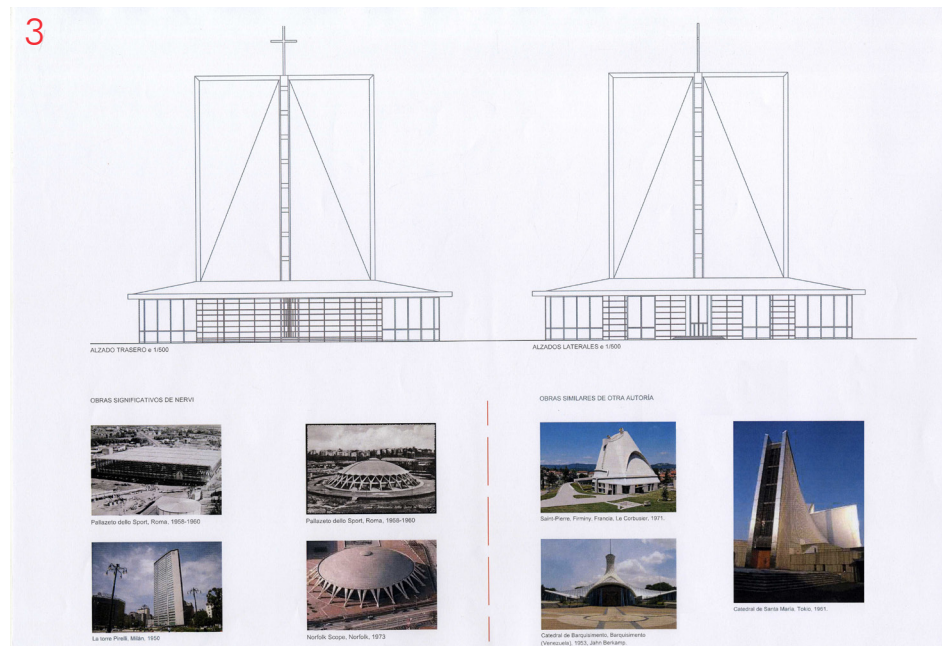 3
ALZADO TRASERO e 1/500
ALZADOS LATERALES e 1/500
OBRAS SIGNIFICATIVOS DE NERVI
OBRAS SIMILARES DE OTRA AUTORÍA
Pallazeto dello Sport, Roma, 1958-1960
Pallazeto dello Sport, Roma, 1958-1960
Saint-Pierre, Firminy, Francia, Le Corbusier, 1971.
Catedral de Santa María. Tokio, 1961.
La torre Pirelli, Milán, 1950
Norfolk Scope, Norfolk, 1973
Catedral de Barquisimento, Barquisimento
(Venezuela), 1953, Jahn Berkamp.